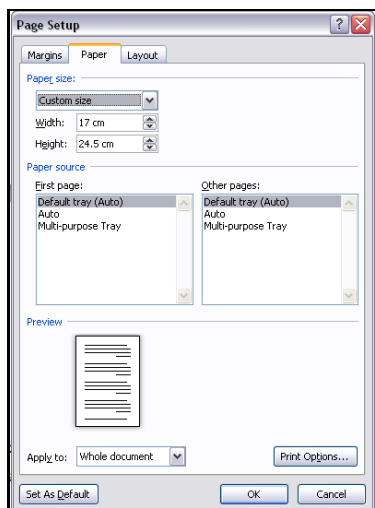 Page Setup
Margins Paper Layout
Paper size:
Custom size
Width: 17 cm
Height: 24.5 cm
Paper source
First page: Other pages:
Default tray (Auto) Default tray (Auto)
Auto Auto
Multi-purpose Tray Multi-purpose Tray
Preview
Apply to: Whole document Print Options...
Set As Default OK Cancel